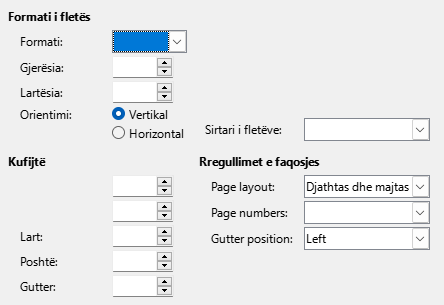 Formati i fletës
Formati:
Gjerësia:
Lartësia:
Orientimi:
Vertikal
Horizontal
Sirtari i fletëve:
Kufijtë
Lart:
Poshtë:
Gutter:
Rregullimet e faqosjes
Page layout:
Djathtas dhe majtas
Page numbers:
Gutter position:
Left